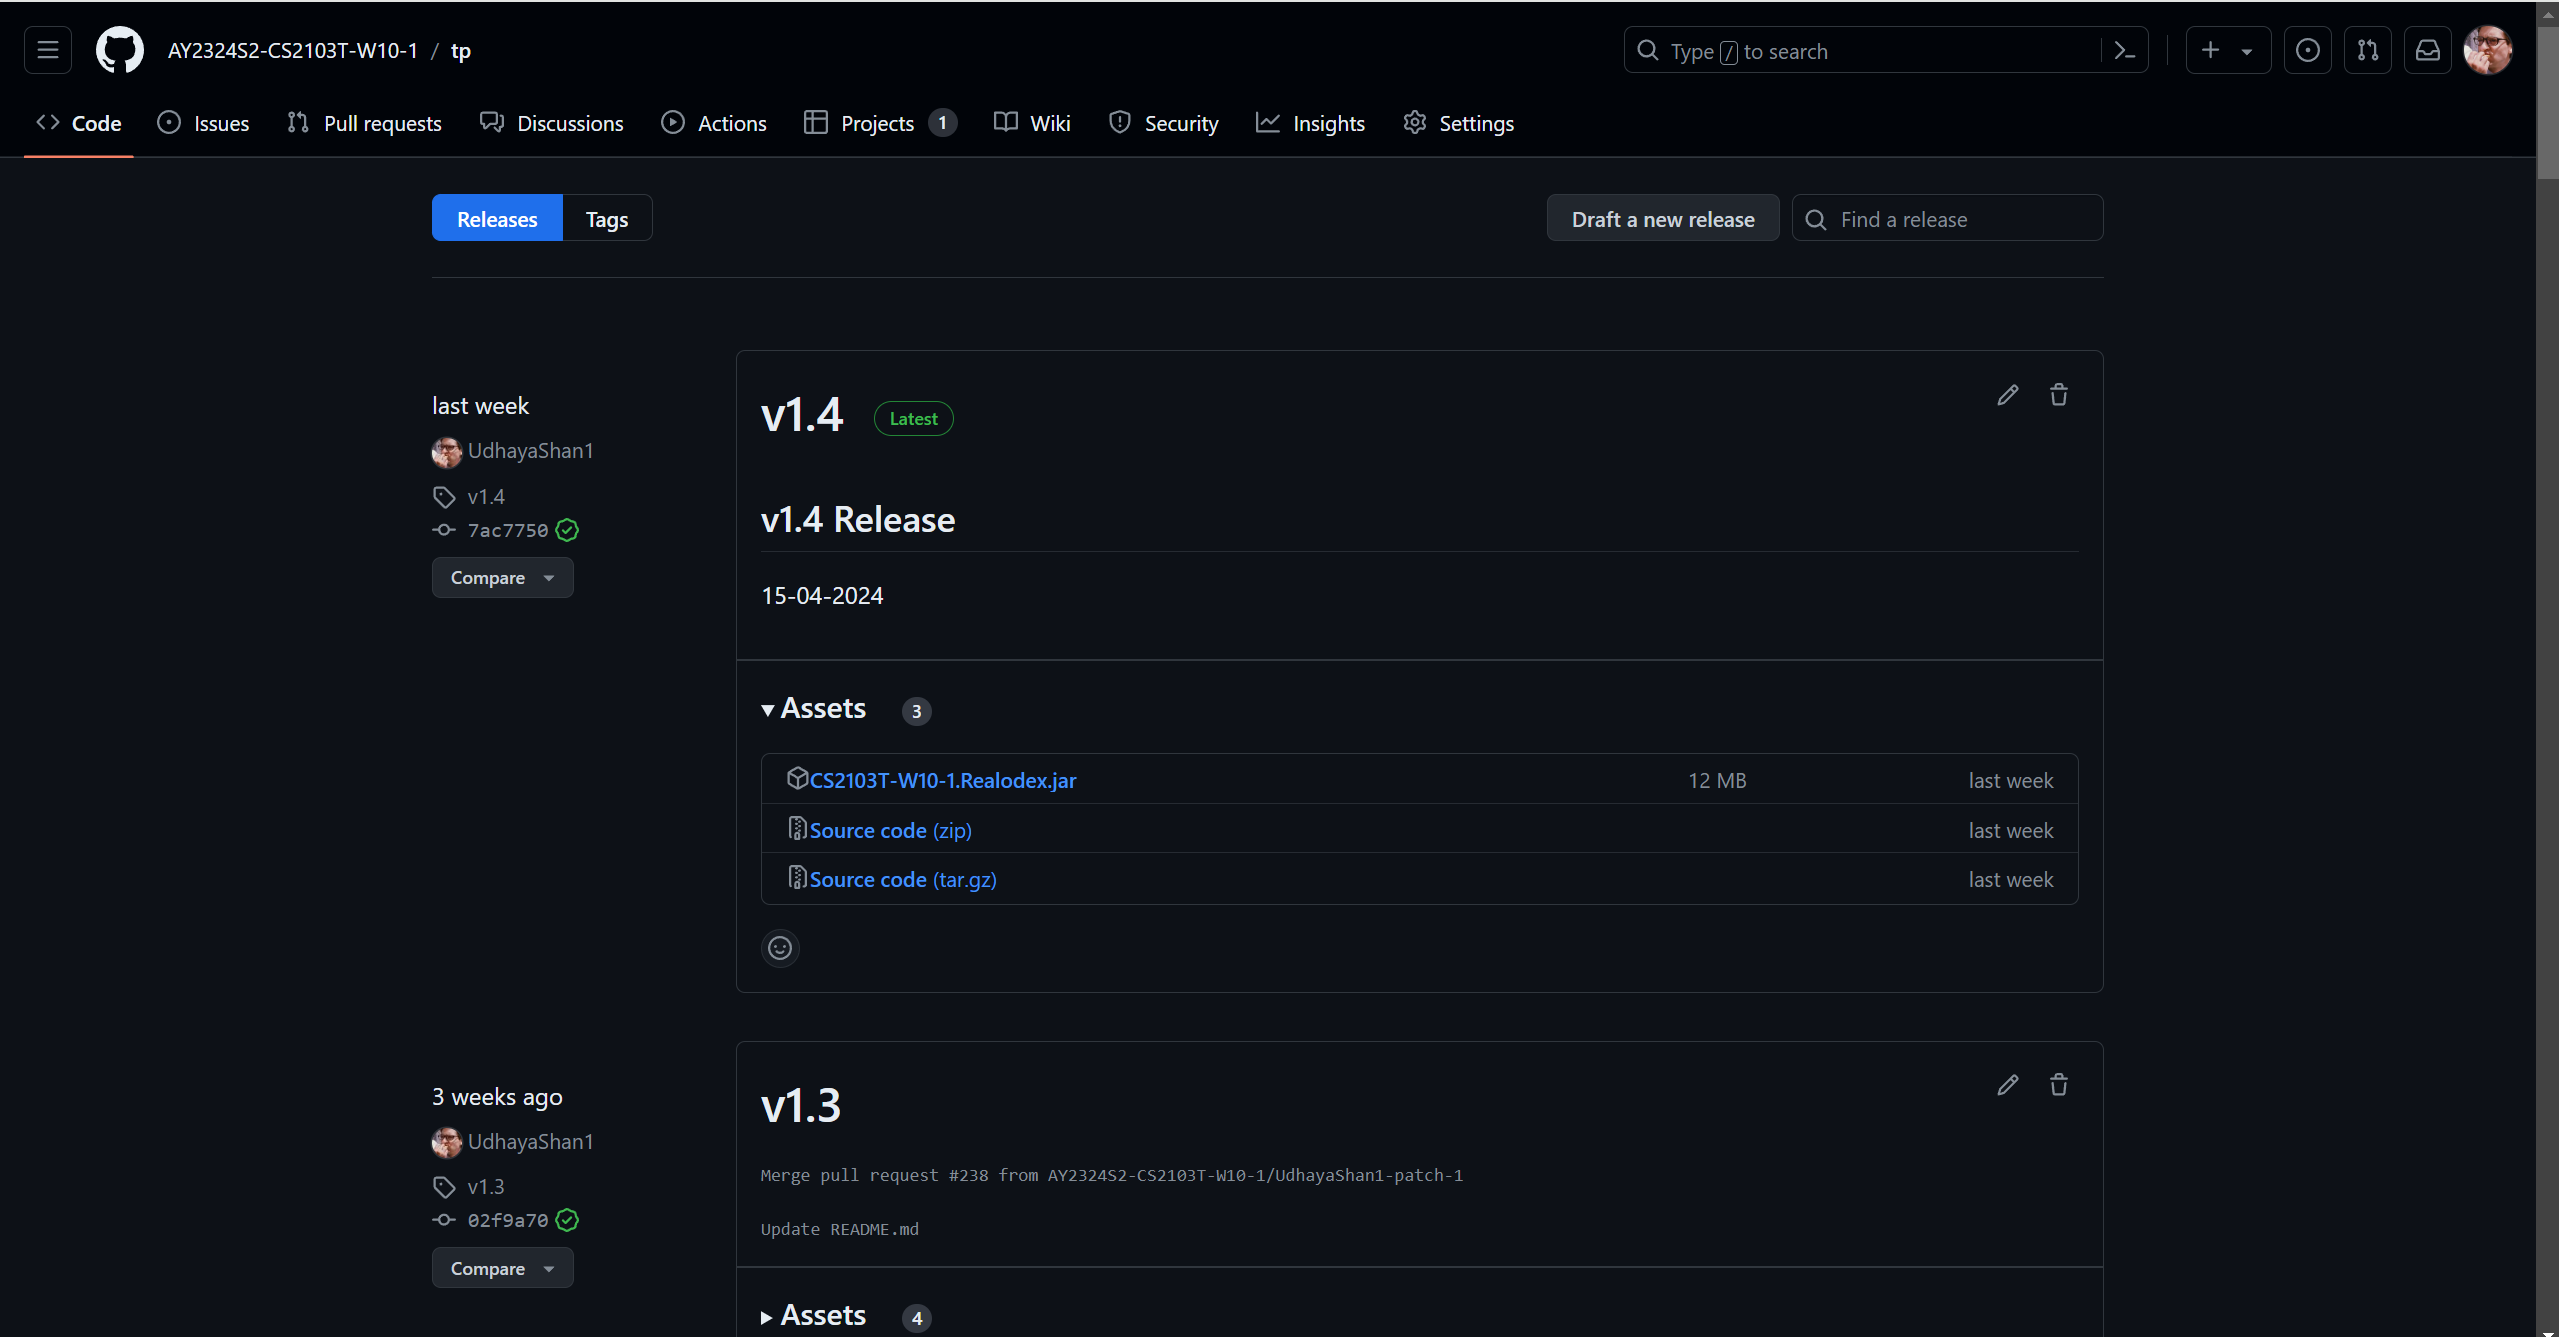 AY2324S2-CS2103T-W10-1 / tp
Type / to search
Code
Issues
Pull requests
Discussions
Actions
Projects 1
Wiki
Security
Insights
Settings
Releases
Tags
Draft a new release
Find a release
last week
UdhayaShan1
v1.4
7ac7750
Compare
v1.4 Latest
v1.4 Release
15-04-2024
Assets 3
CS2103T-W10-1.Realodex.jar 12 MB last week
Source code (zip) last week
Source code (tar.gz) last week
3 weeks ago
UdhayaShan1
v1.3
02f9a70
Compare
v1.3
Merge pull request #238 from AY2324S2-CS2103T-W10-1/UdhayaShan1-patch-1
Update README.md
Assets 4